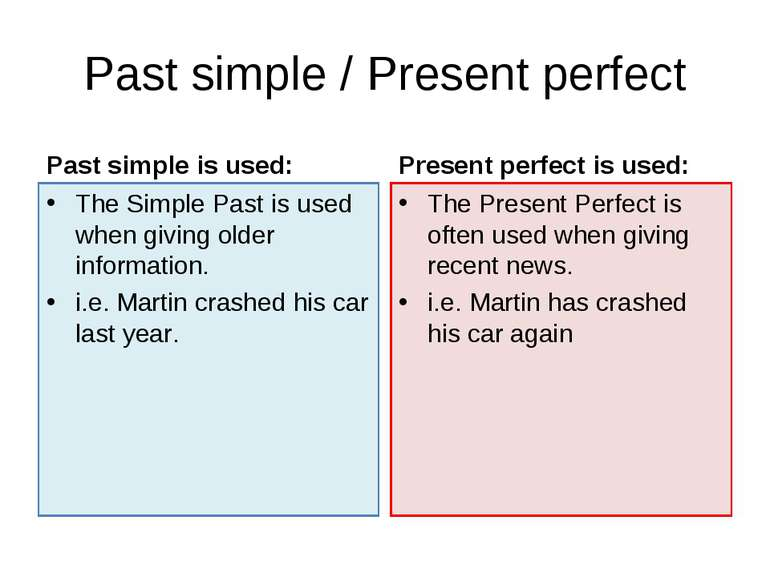 Past simple / Present perfect
Past simple is used:
• The Simple Past is used
when giving older
information.
• i.e. Martin crashed his car
last year.
Present perfect is used:
• The Present Perfect is
often used when giving
recent news.
• i.e. Martin has crashed
his car again